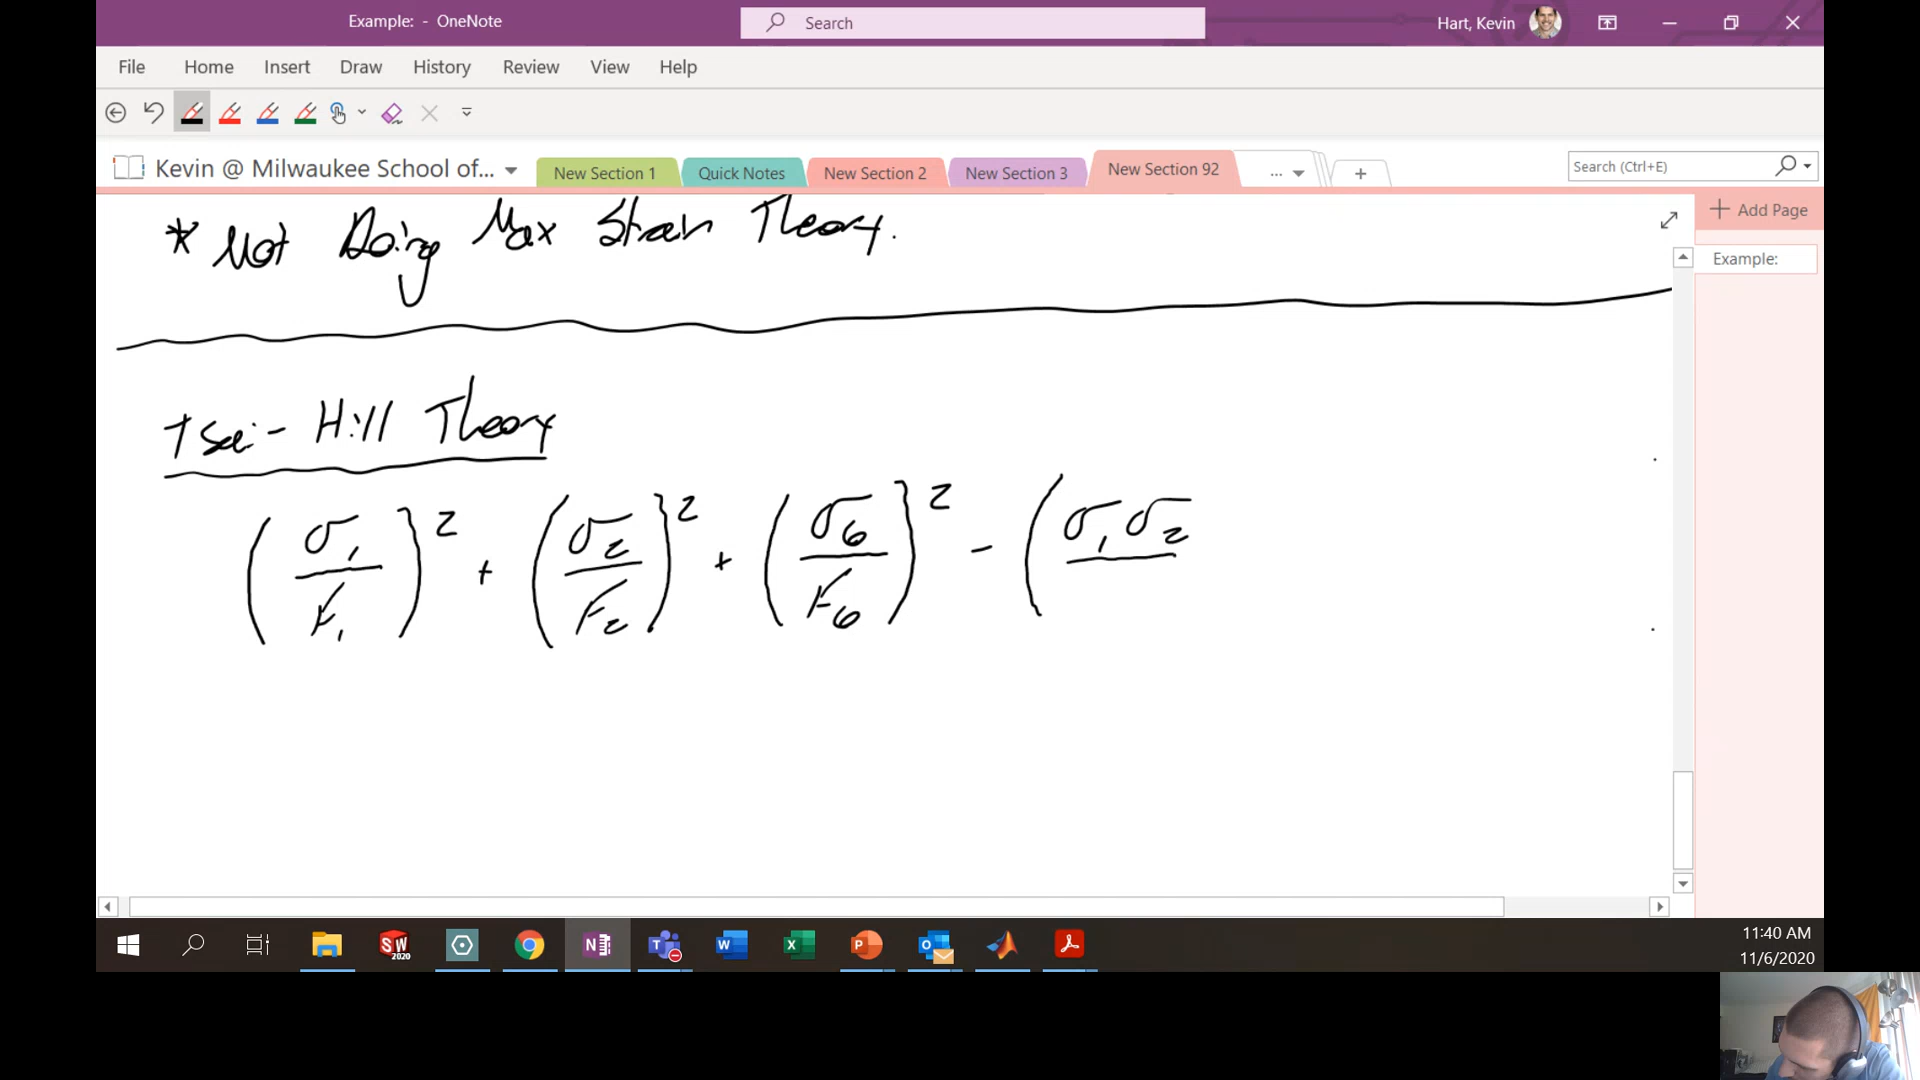 Example: - OneNote
Search
Hart, Kevin
File Home Insert Draw History Review View Help
Kevin @ Milwaukee School of...
New Section 1
Quick Notes
New Section 2
New Section 3
New Section 92
...
Search (Ctrl+E)
Add Page
Example:
* Not Doing Max Strain Theory.
Tsai-Hill Theory
(σ₁/F₁)² + (σ₂/F₂)² + (σ₆/F₆)² - (σ₁σ₂
SW 2020
N
T
W
X
P
O
11:40 AM
11/6/2020